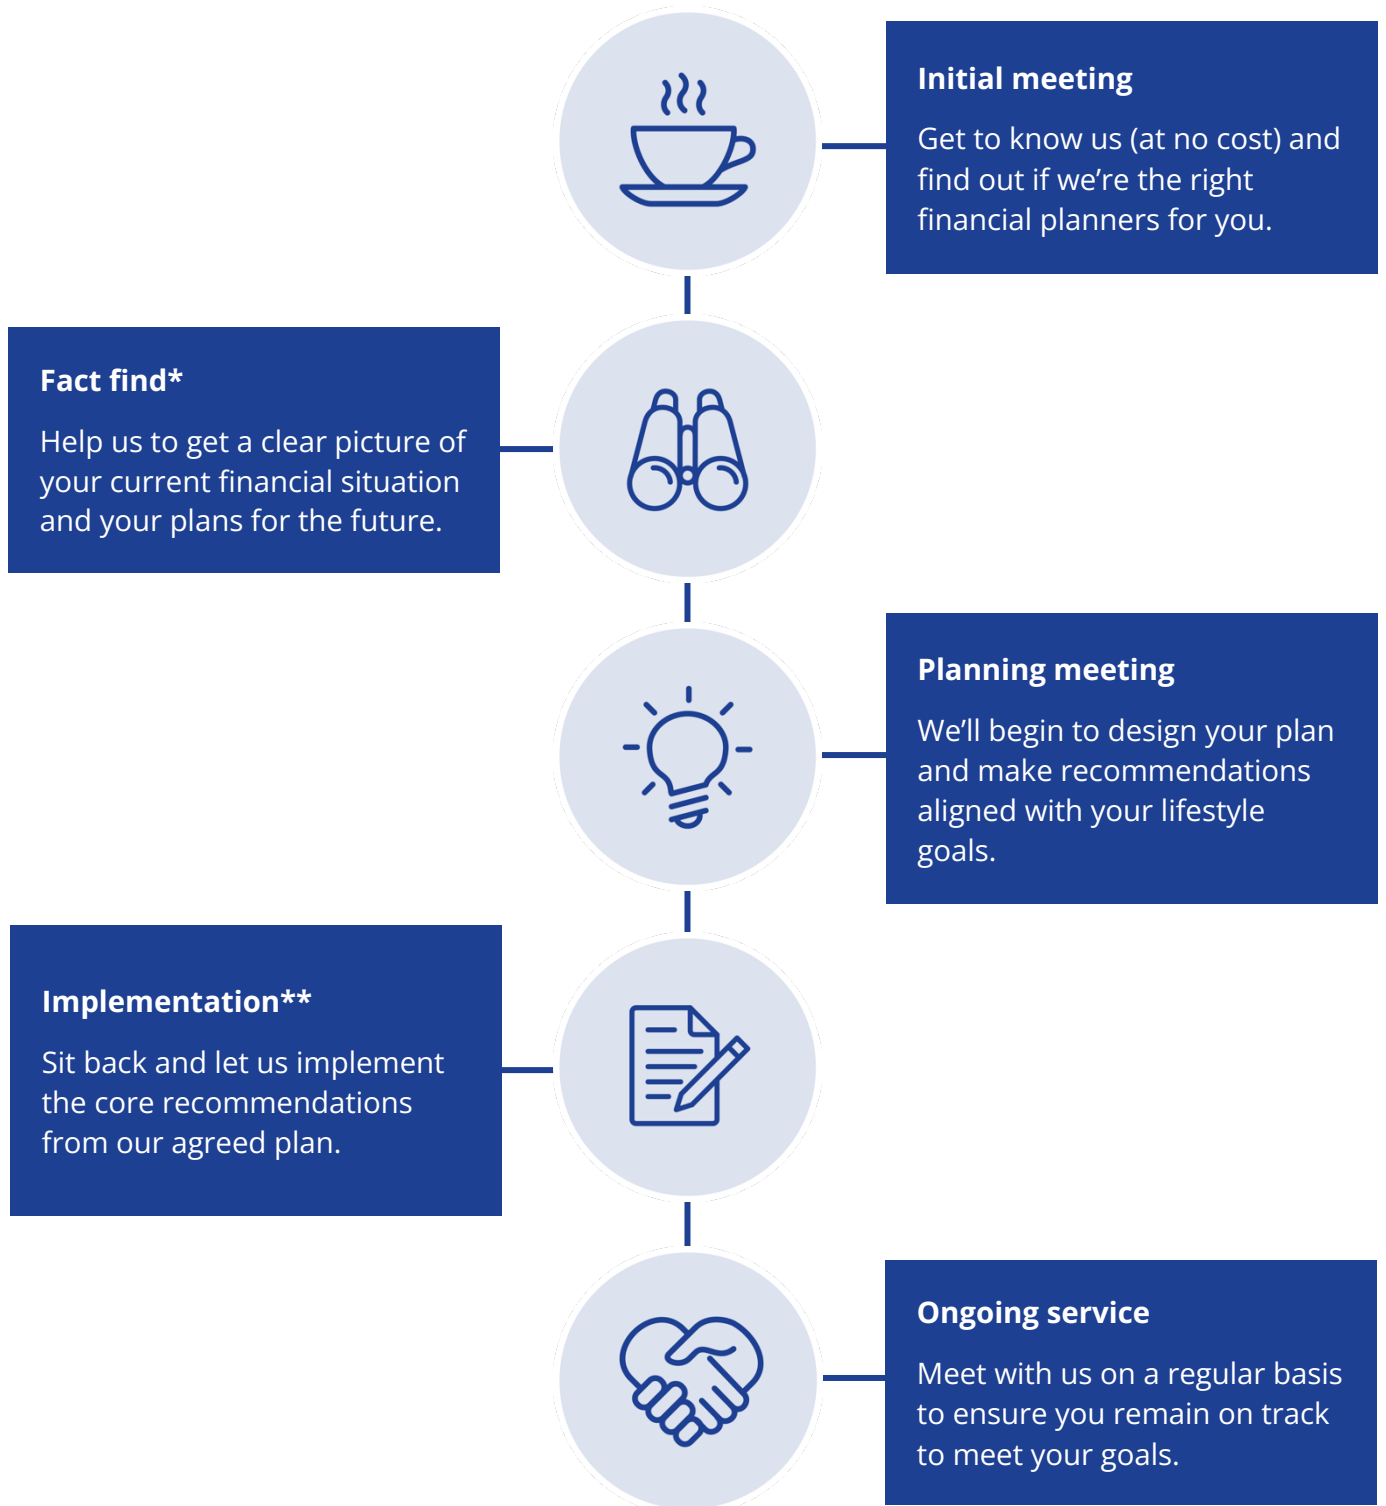 Initial meeting
Get to know us (at no cost) and
find out if we’re the right
financial planners for you.
Fact find*
Help us to get a clear picture of
your current financial situation
and your plans for the future.
Planning meeting
We’ll begin to design your plan
and make recommendations
aligned with your lifestyle
goals.
Implementation**
Sit back and let us implement
the core recommendations
from our agreed plan.
Ongoing service
Meet with us on a regular basis
to ensure you remain on track
to meet your goals.